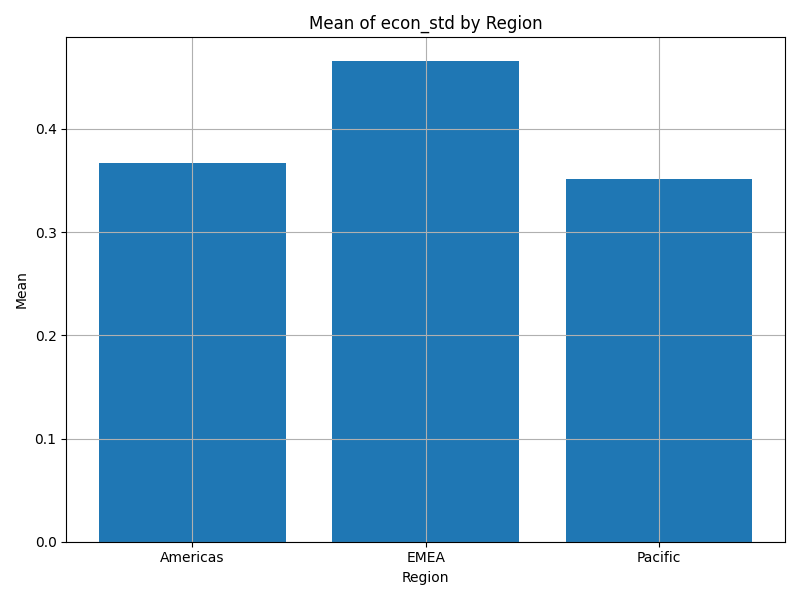 Mean of econ_std by Region
Mean
0.4
0.3
0.2
0.1
0.0
Americas EMEA Pacific
Region